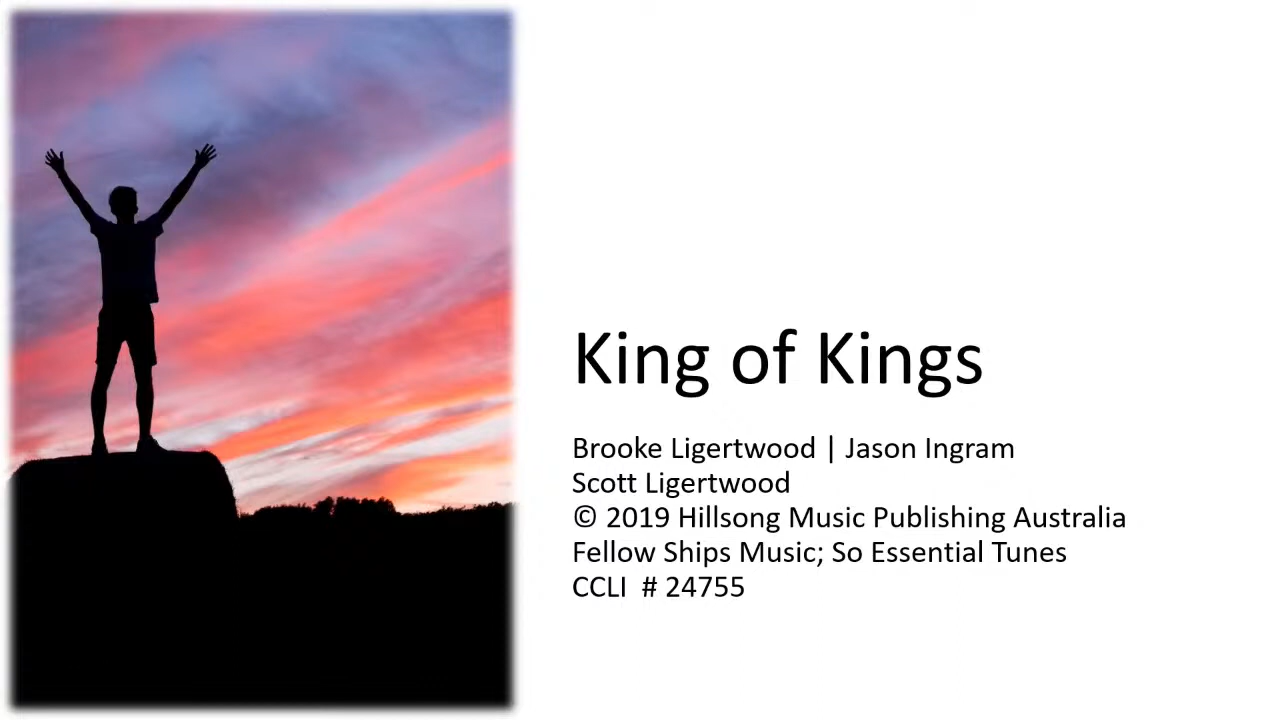 King of Kings
Brooke Ligertwood | Jason Ingram
Scott Ligertwood
© 2019 Hillsong Music Publishing Australia
Fellow Ships Music; So Essential Tunes
CCLI # 24755